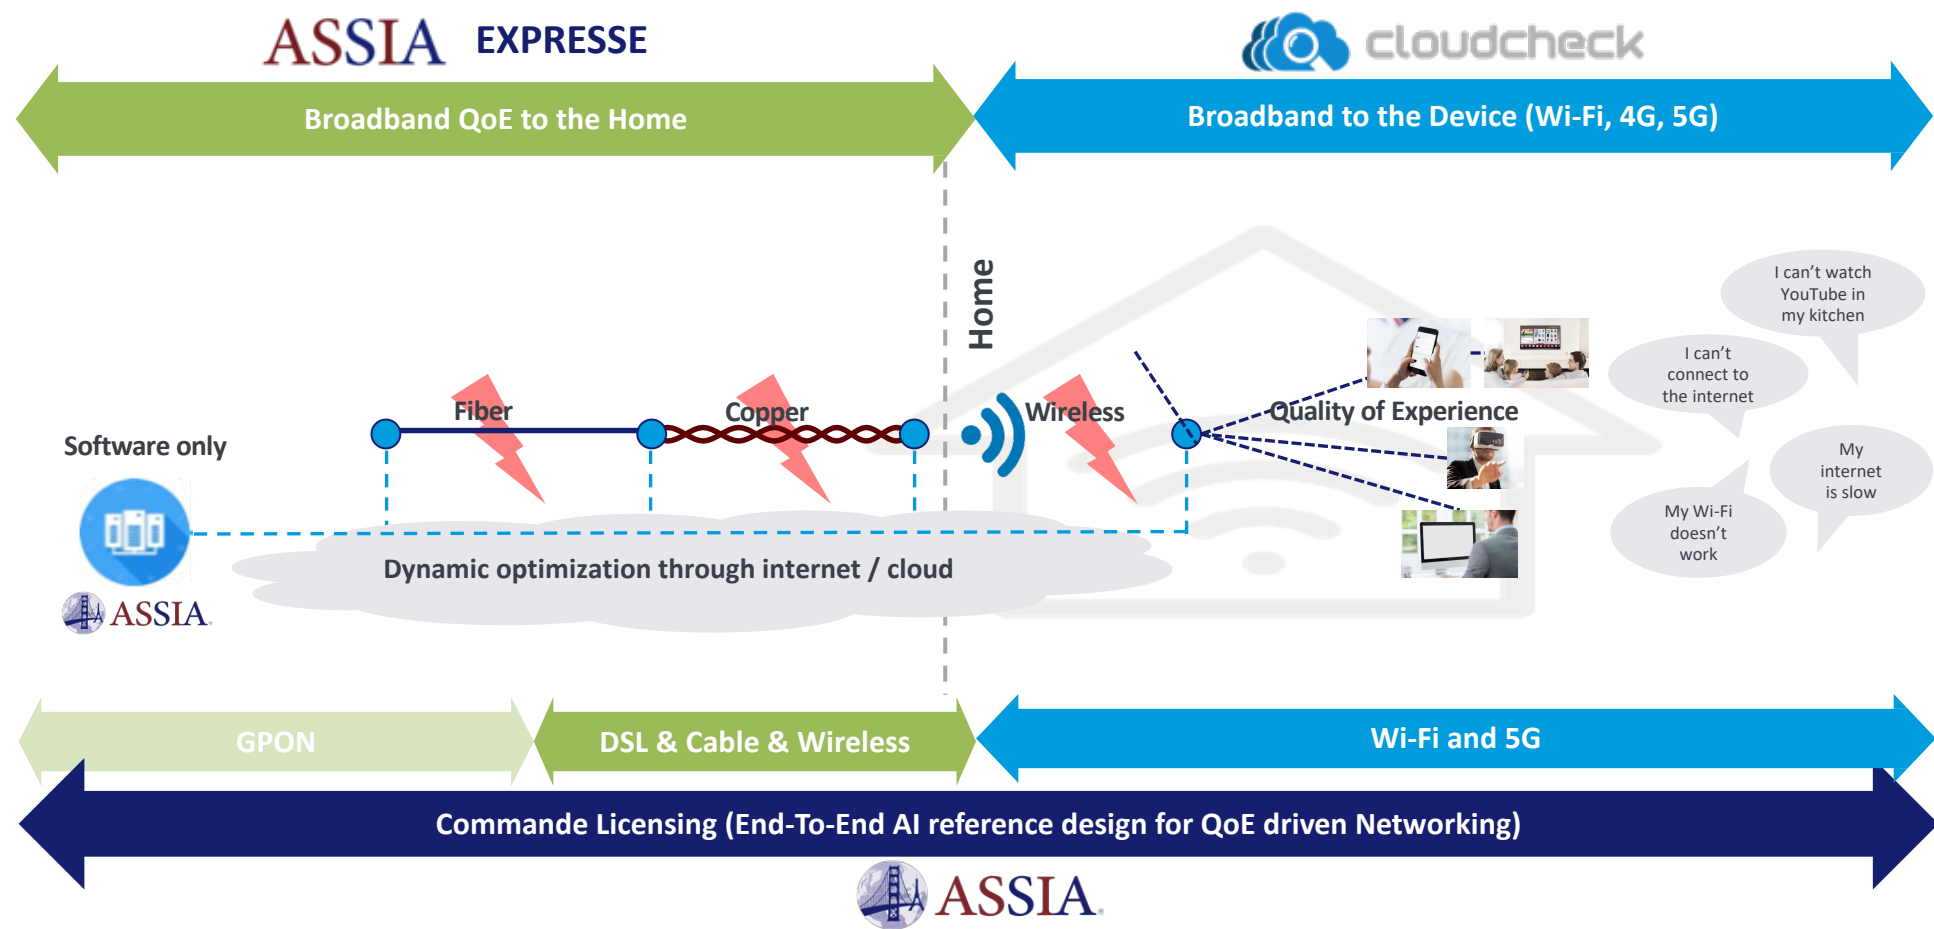 ASSIA EXPRESSE
cloudcheck
Broadband QoE to the Home
Broadband to the Device (Wi-Fi, 4G, 5G)
Home
I can’t watch
YouTube in
my kitchen
I can’t
connect to
the internet
Fiber
Copper
Wireless
Quality of Experience
Software only
My
internet
is slow
My Wi-Fi
doesn’t
work
Dynamic optimization through internet / cloud
ASSIA®
GPON
DSL & Cable & Wireless
Wi-Fi and 5G
Commande Licensing (End-To-End AI reference design for QoE driven Networking)
ASSIA®